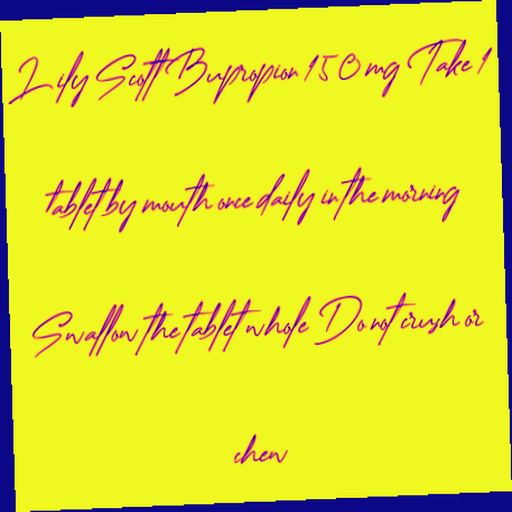 Lily Scott Bupropion 150 mg Take 1
tablet by mouth once daily in the morning
Swallow the tablet whole Do not crush or
chew